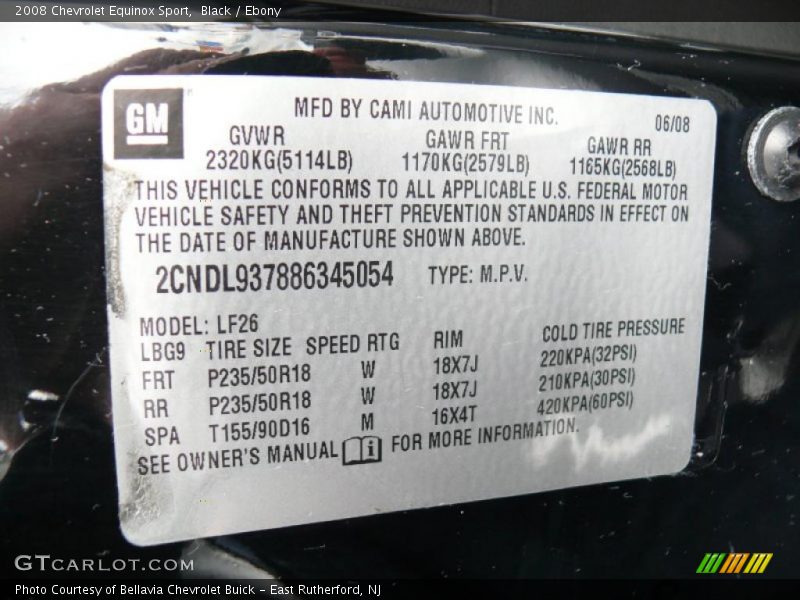 2008 Chevrolet Equinox Sport, Black / Ebony
GM
MFD BY CAMI AUTOMOTIVE INC. 06/08
GVWR GAWR FRT GAWR RR
2320KG(5114LB) 1170KG(2579LB) 1165KG(2568LB)
THIS VEHICLE CONFORMS TO ALL APPLICABLE U.S. FEDERAL MOTOR
VEHICLE SAFETY AND THEFT PREVENTION STANDARDS IN EFFECT ON
THE DATE OF MANUFACTURE SHOWN ABOVE.
2CNDL937886345054 TYPE: M.P.V.
MODEL: LF26
LBG9 TIRE SIZE SPEED RTG RIM COLD TIRE PRESSURE
FRT P235/50R18 W 18X7J 220KPA(32PSI)
RR P235/50R18 W 18X7J 210KPA(30PSI)
SPA T155/90D16 M 16X4T 420KPA(60PSI)
SEE OWNER'S MANUAL i FOR MORE INFORMATION.
GTCARLOT.COM
Photo Courtesy of Bellavia Chevrolet Buick - East Rutherford, NJ